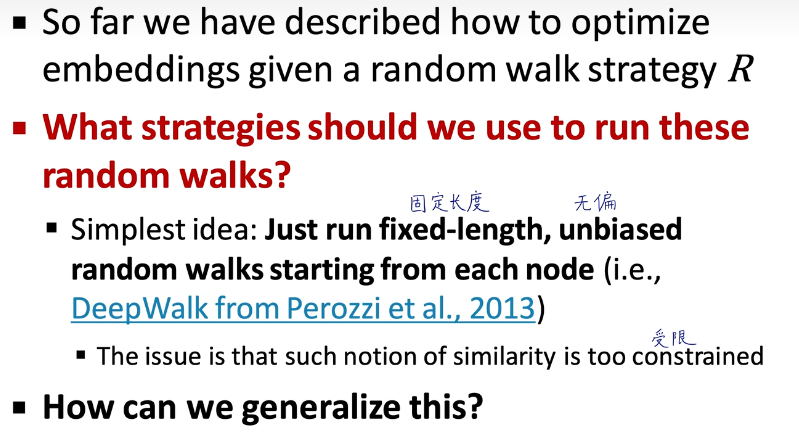 So far we have described how to optimize
embeddings given a random walk strategy R
What strategies should we use to run these
random walks?
固定长度 无偏
Simplest idea: Just run fixed-length, unbiased
random walks starting from each node (i.e.,
DeepWalk from Perozzi et al., 2013)
受限
The issue is that such notion of similarity is too constrained
How can we generalize this?